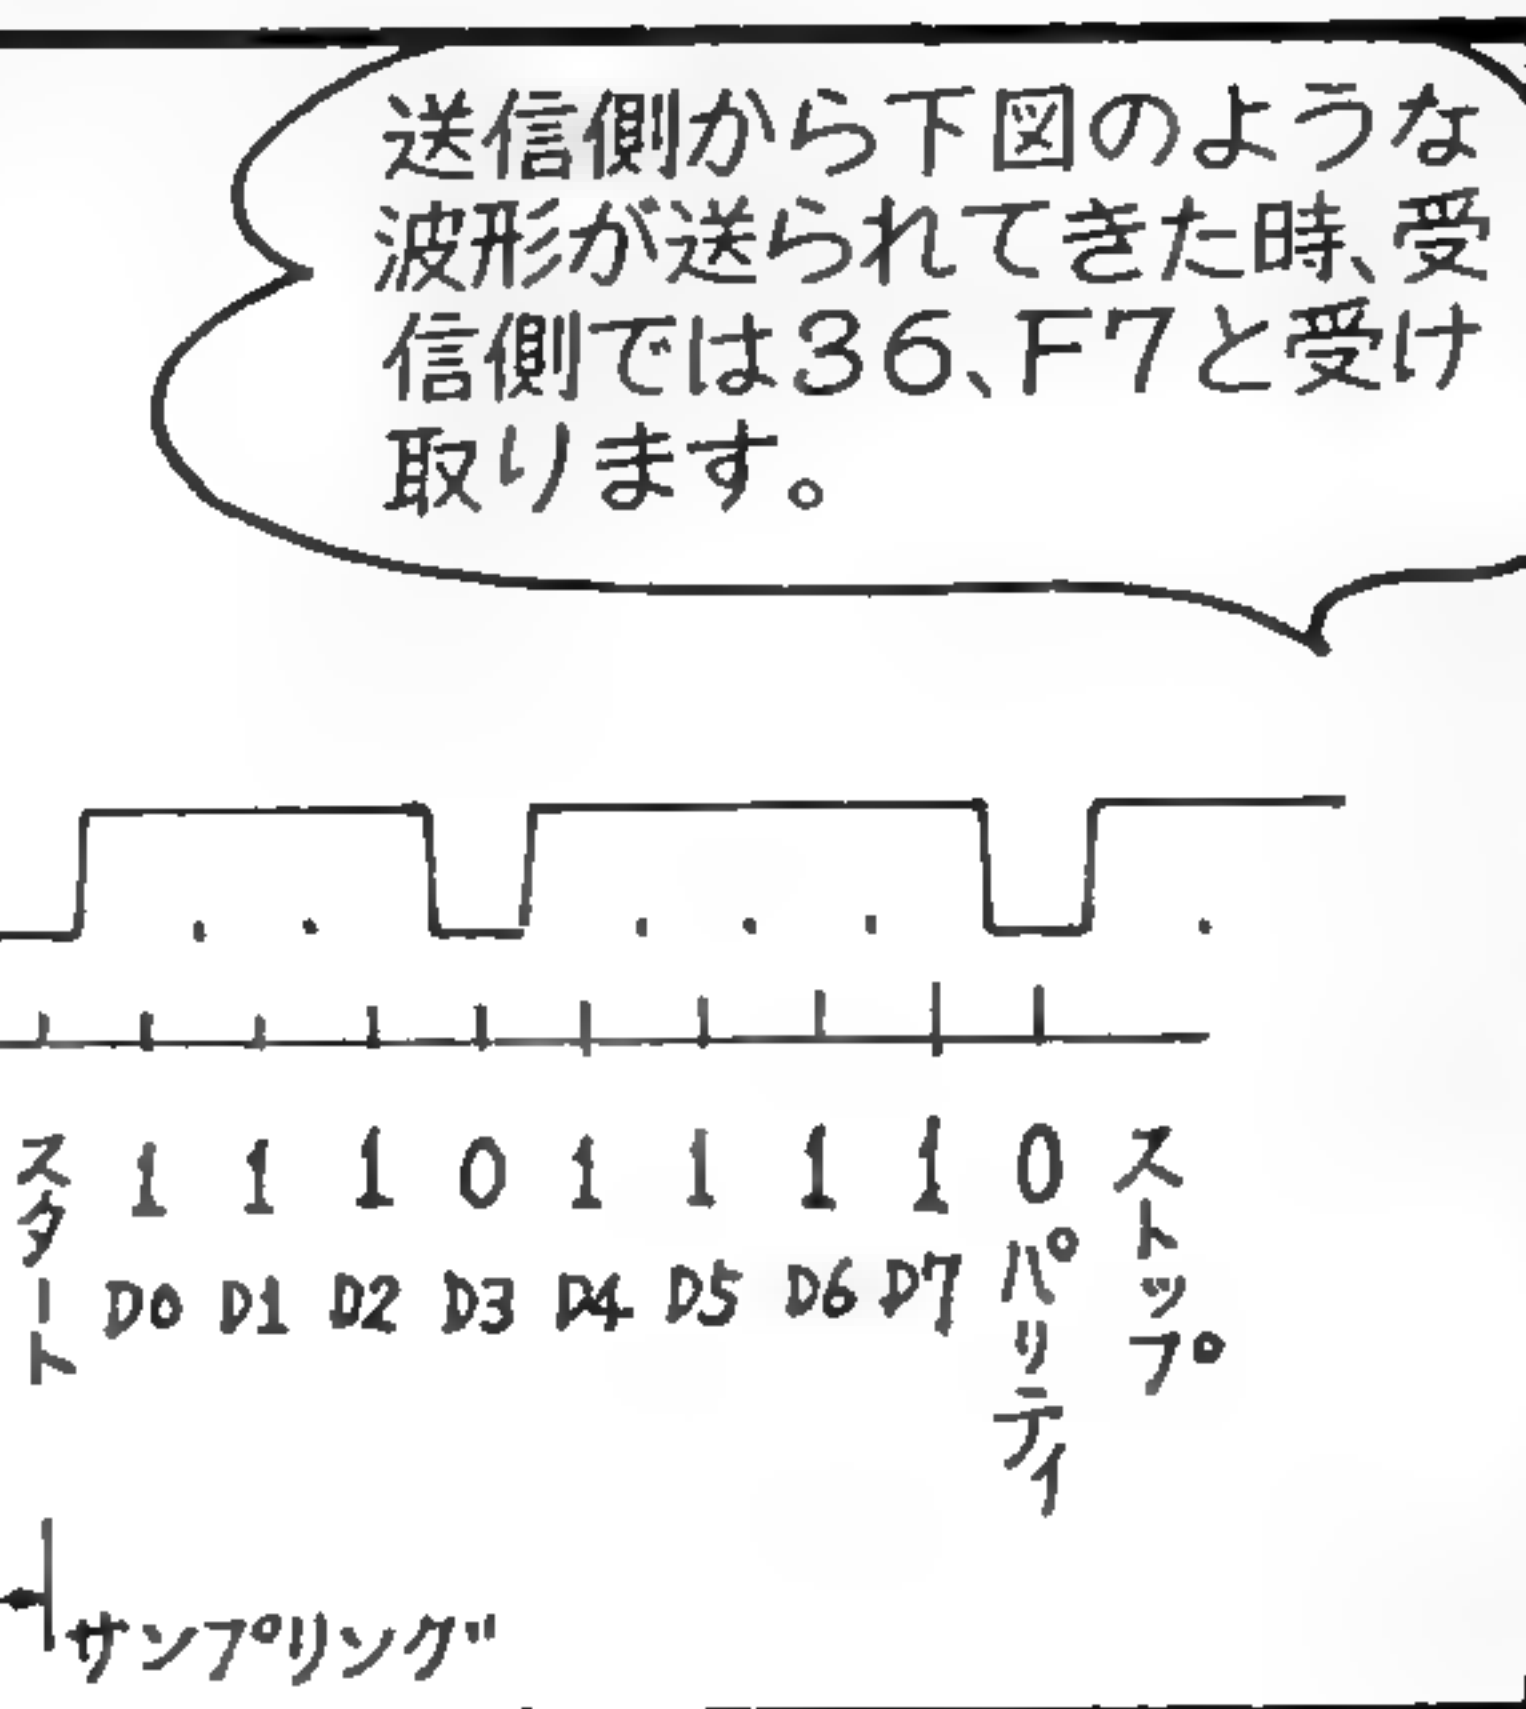 送信側から下図のような
波形が送られてきた時、受
信側では36、F7と受け
取ります。
スタート
1 1 1 0 1 1 1 1 0
D0 D1 D2 D3 D4 D5 D6 D7
パリティ
ストップ
サンプリング